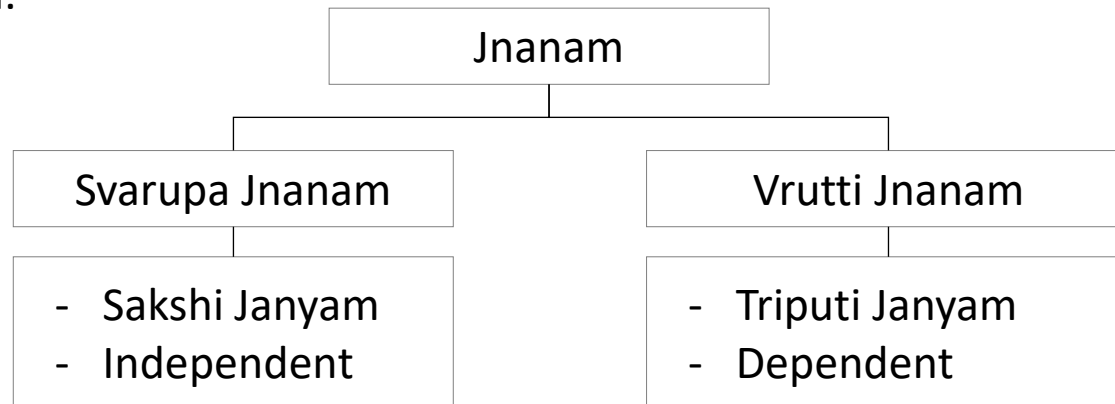 Jnanam
Svarupa Jnanam
Vrutti Jnanam
- Sakshi Janyam
- Independent
- Triputi Janyam
- Dependent